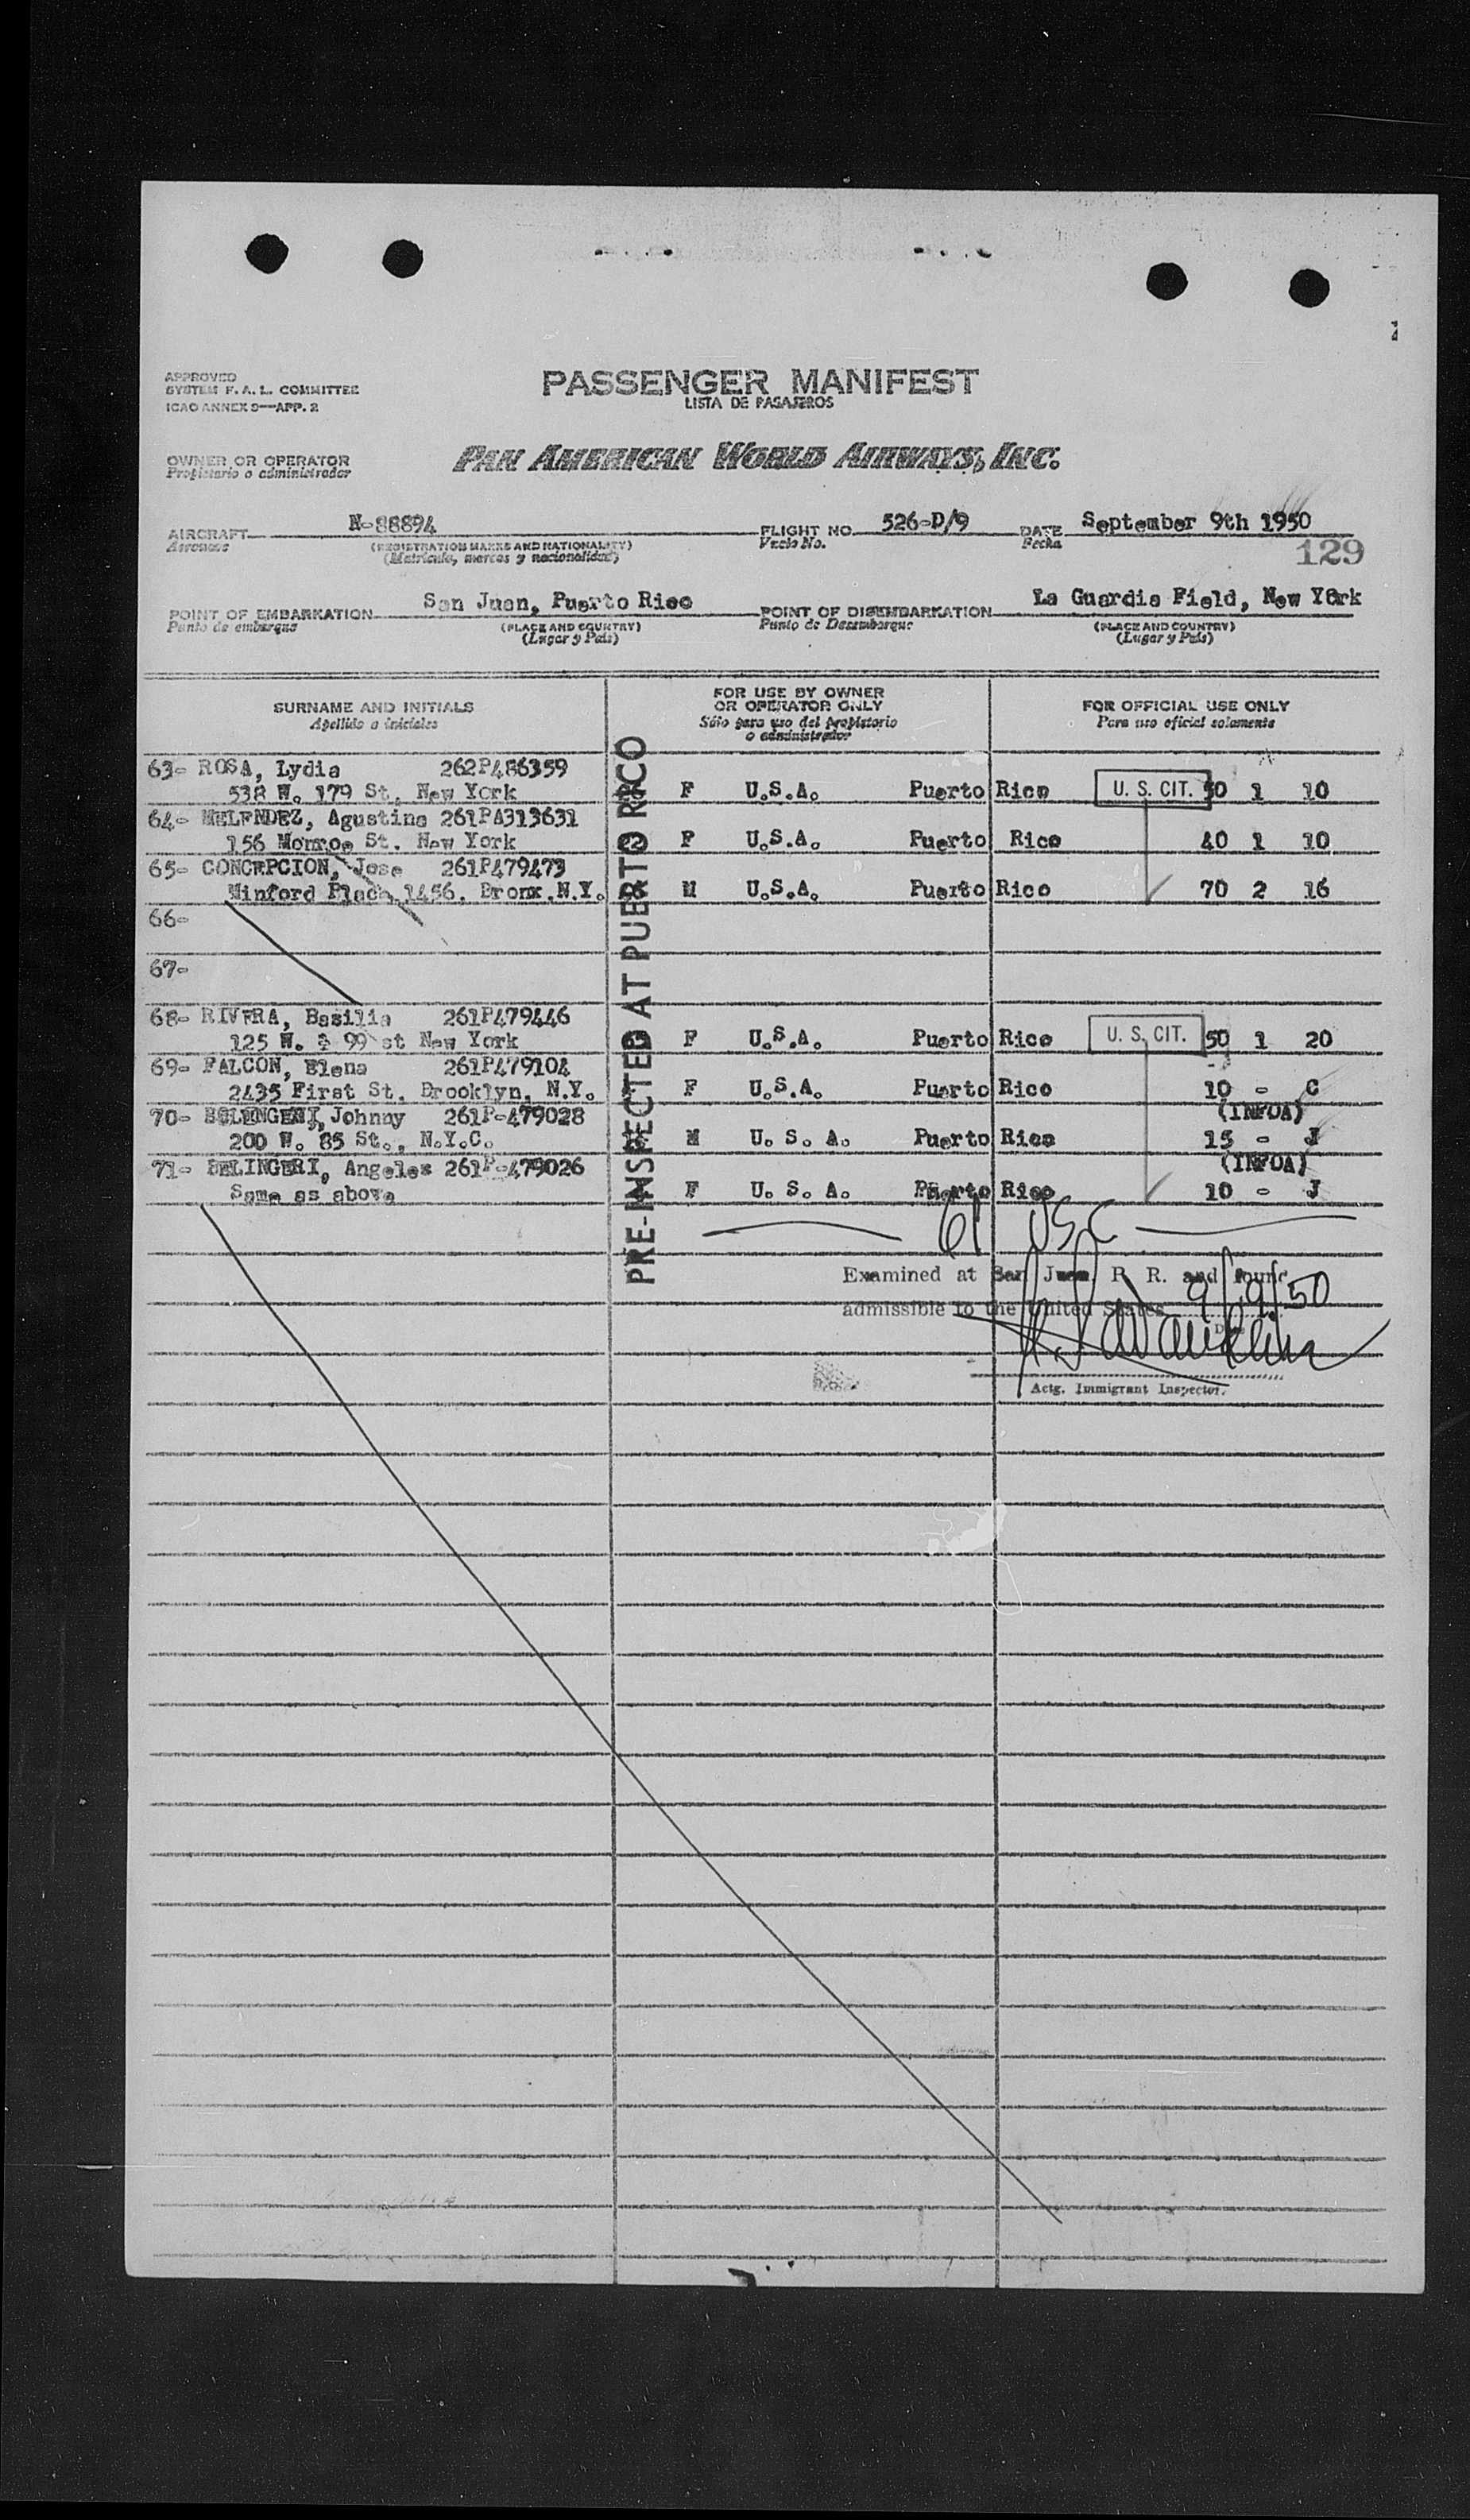 APPROVED
SYSTEM F. A. L. COMMITTEE
ICAO ANNEX 9—APP. 2
PASSENGER MANIFEST
LISTA DE PASAJEROS
OWNER OR OPERATOR
Propietario o administrador
PAN AMERICAN WORLD AIRWAYS, INC.
AIRCRAFT N-88894 FLIGHT NO. 526-D/9 DATE September 9th 1950
Aeronave (REGISTRATION MARKS AND NATIONALITY) Vuelo No. Fecha
(Matricula, marcas y nacionalidad)
129
POINT OF EMBARKATION San Juan, Puerto Rico POINT OF DISEMBARKATION La Guardia Field, New York
Punto de embarque (PLACE AND COUNTRY) Punto de Desembarque (PLACE AND COUNTRY)
(Lugar y País) (Lugar y País)
SURNAME AND INITIALS
Apellido e iniciales
FOR USE BY OWNER
OR OPERATOR ONLY
Sólo para uso del propietario
o administrador
FOR OFFICIAL USE ONLY
Para uso oficial solamente
PRE-INSPECTED AT PUERTO RICO
63- ROSA, Lydia 262P486359
538 W. 179 St. New York F U.S.A. Puerto Rico U. S. CIT. 1 10
64- MELENDEZ, Agustina 261PA313631
156 Monroe St. New York F U.S.A. Puerto Rico 40 1 10
65- CONCEPCION, Jose 261P479473
Minford Place 1456. Bronx.N.Y. M U.S.A. Puerto Rico 70 2 16
66-
67-
68- RIVERA, Basilia 261P479446
125 W. 99 st New York F U.S.A. Puerto Rico U. S. CIT. 50 1 20
69- FALCON, Elena 261P479104
2435 First St. Brooklyn, N.Y. F U.S.A. Puerto Rico 10 - C
(INFOA)
70- Johnny 261P-479028
200 W. 85 St., N.Y.C. M U. S. A. Puerto Rico 15 - J
(INFOA)
71- BELINGERI, Angeles 261P-479026
Same as above F U. S. A. Puerto Rico 10 - J
61 USC
Examined at San Juan P. R. and found
admissible to the United States 9/9/50
Actg. Immigrant Inspector.